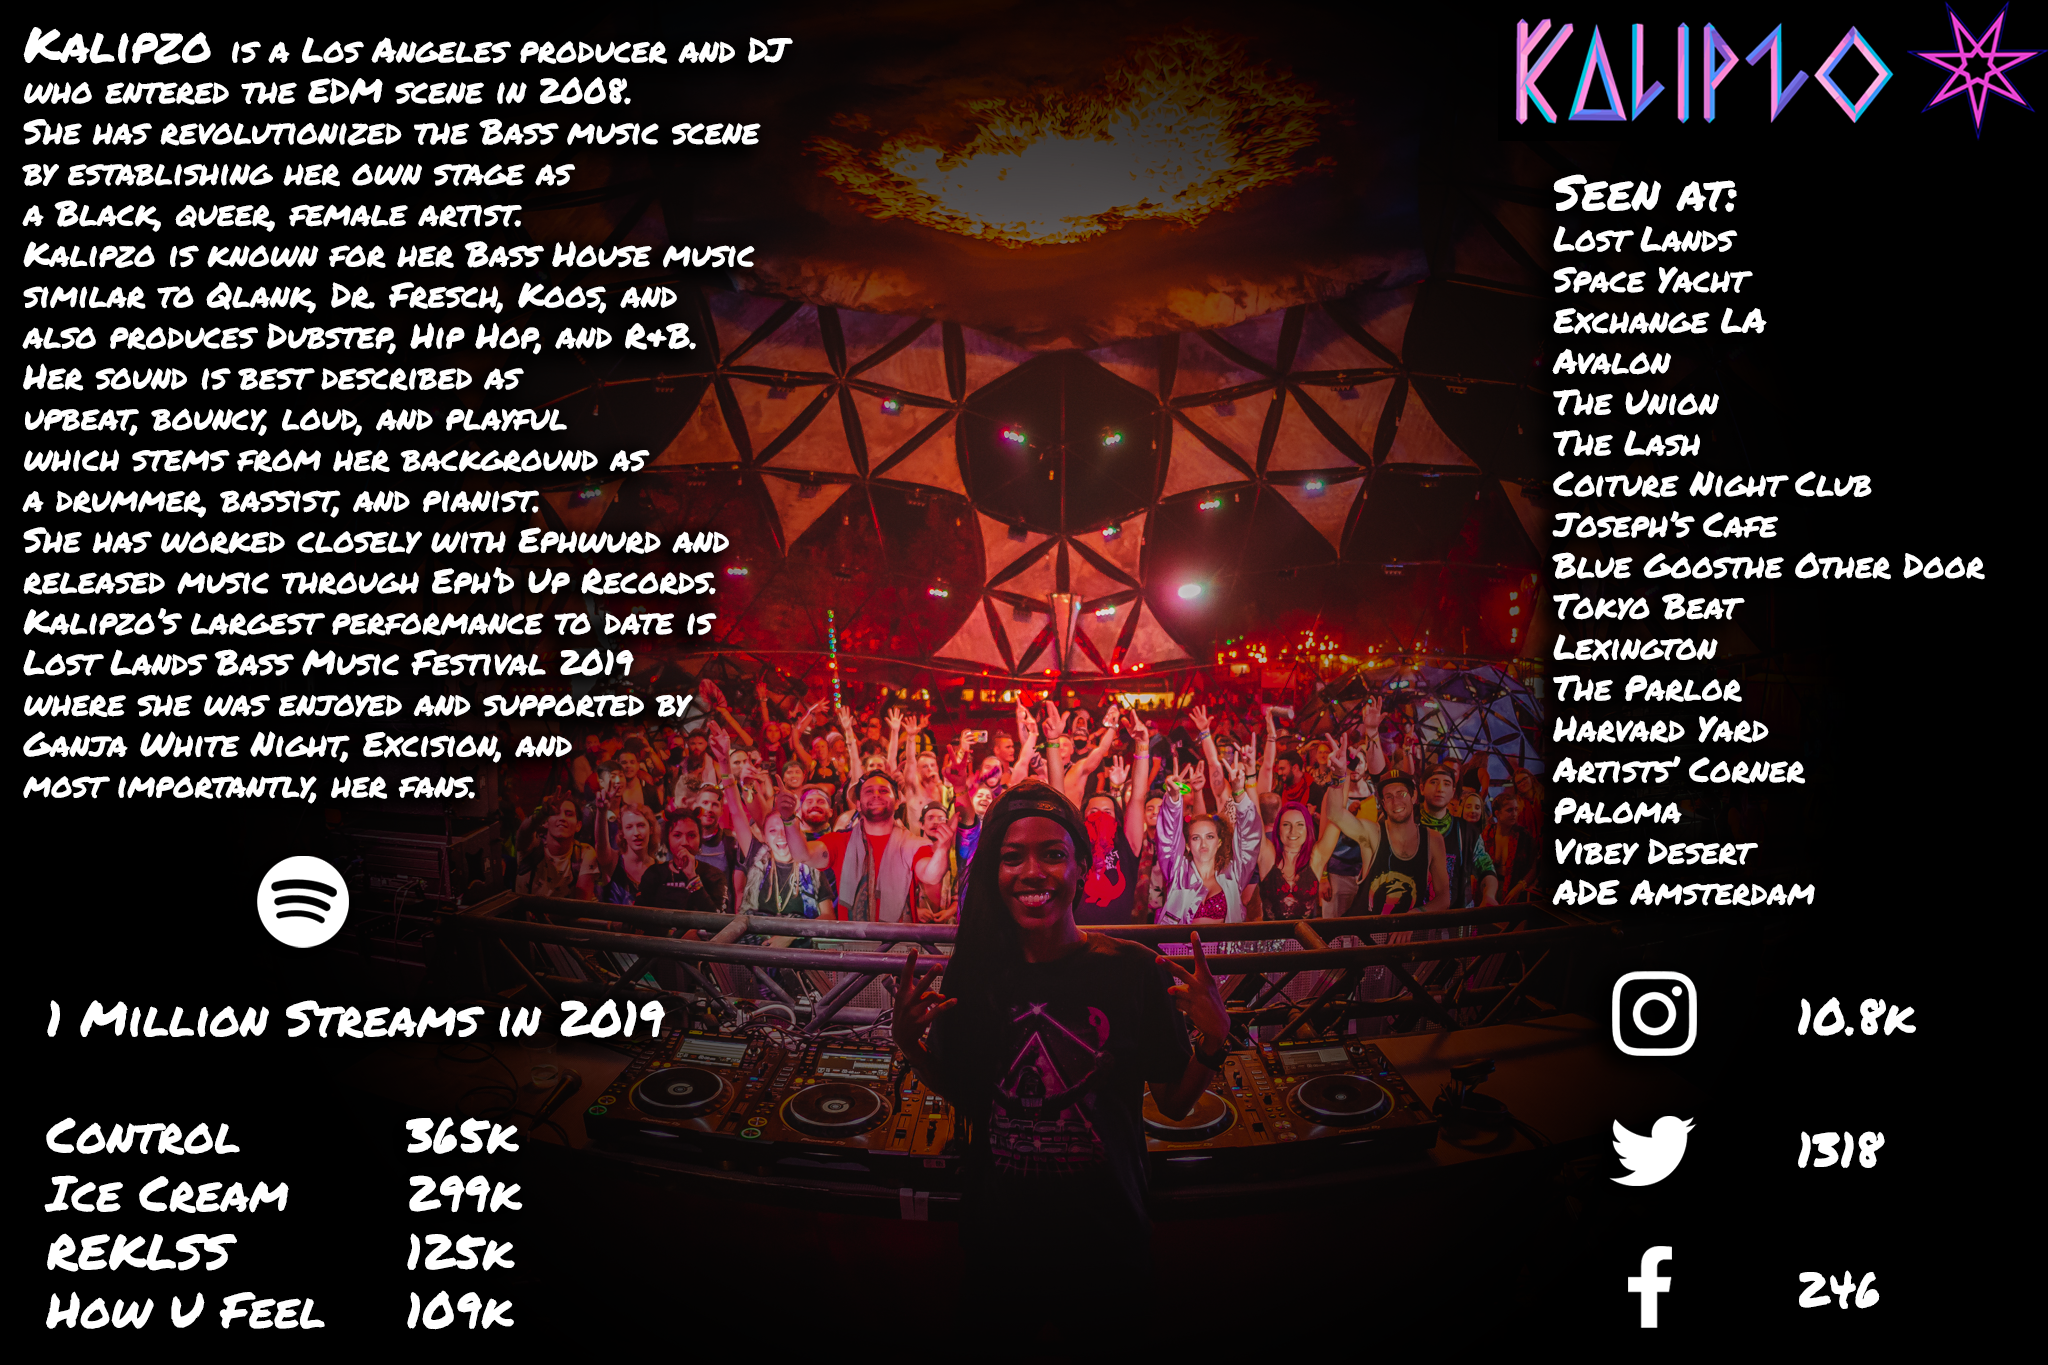 Kalipzo is a Los Angeles producer and DJ
who entered the EDM scene in 2008.
She has revolutionized the Bass music scene
by establishing her own stage as
a Black, queer, female artist.
Kalipzo is known for her Bass House music
similar to Qlank, Dr. Fresch, Koos, and
also produces Dubstep, Hip Hop, and R&B.
Her sound is best described as
upbeat, bouncy, loud, and playful
which stems from her background as
a drummer, bassist, and pianist.
She has worked closely with Ephwurd and
released music through Eph'd Up Records.
Kalipzo's largest performance to date is
Lost Lands Bass Music Festival 2019
where she was enjoyed and supported by
Ganja White Night, Excision, and
most importantly, her fans.
1 Million Streams in 2019
Control 365k
Ice Cream 299k
REKLSS 125k
How U Feel 109k
KALIPZO
Seen at:
Lost Lands
Space Yacht
Exchange LA
Avalon
The Union
The Lash
Coiture Night Club
Joseph's Cafe
Blue Goosthe Other Door
Tokyo Beat
Lexington
The Parlor
Harvard Yard
Artists' Corner
Paloma
Vibey Desert
ADE Amsterdam
10.8k
1318
246